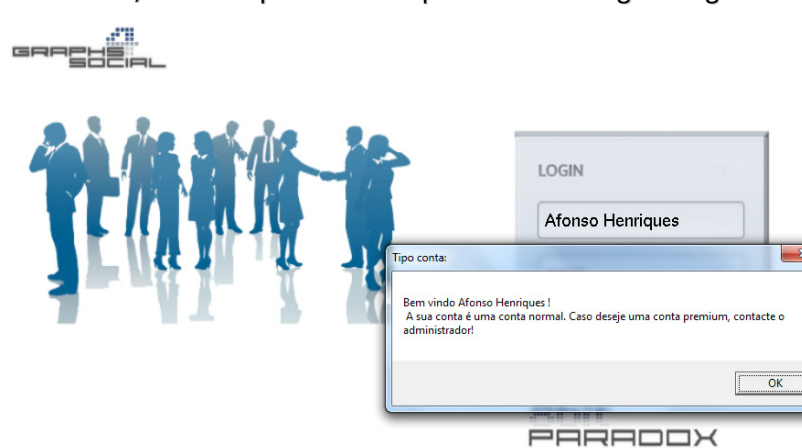 GRAPHS
SOCIAL
LOGIN
Afonso Henriques
Tipo conta:
Bem vindo Afonso Henriques !
A sua conta é uma conta normal. Caso deseje uma conta premium, contacte o
administrador!
OK
PARADOX